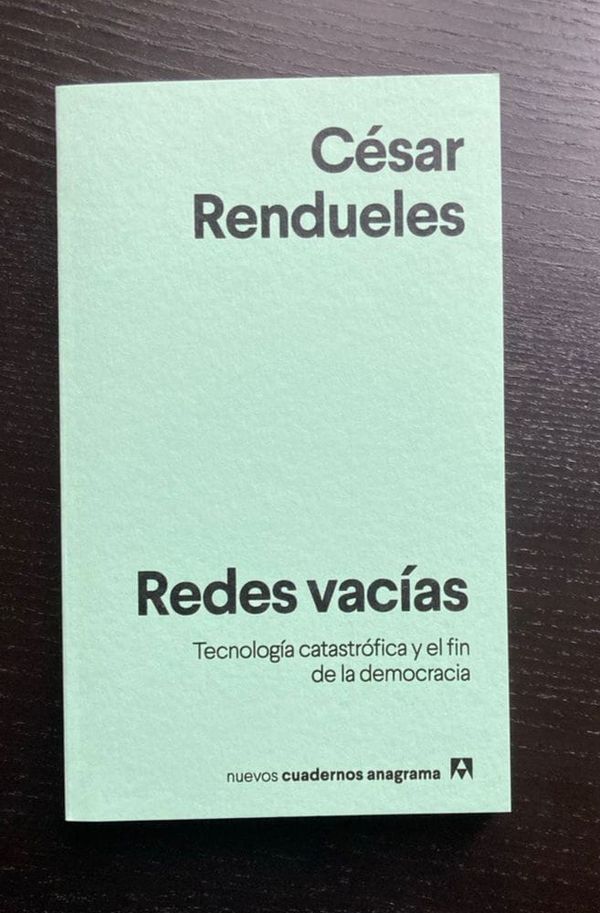 César
Rendueles
Redes vacías
Tecnología catastrófica y el fin
de la democracia
nuevos cuadernos anagrama